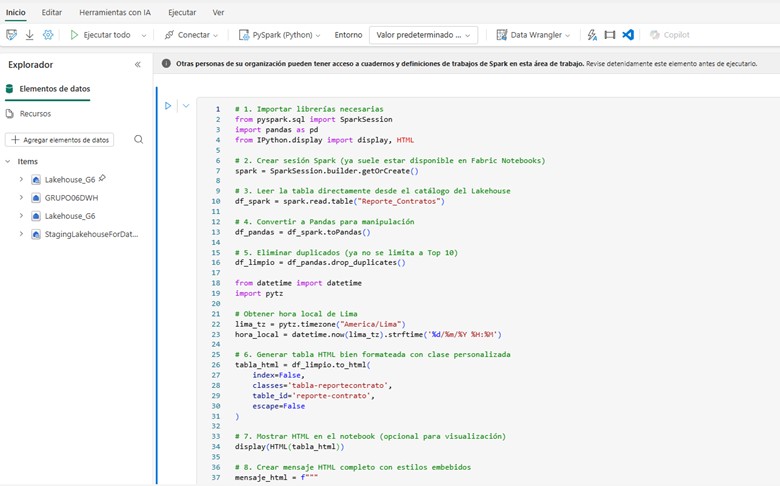 Inicio Editar Herramientas con IA Ejecutar Ver
Ejecutar todo Conectar PySpark (Python) Entorno Valor predeterminado ... Data Wrangler Copilot
Explorador
Otras personas de su organización pueden tener acceso a cuadernos y definiciones de trabajos de Spark en esta área de trabajo. Revise detenidamente este elemento antes de ejecutarlo.
Elementos de datos
Recursos
Agregar elementos de datos
Items
Lakehouse_G6
GRUPO06DWH
Lakehouse_G6
StagingLakehouseForDat...
1 # 1. Importar librerías necesarias
2 from pyspark.sql import SparkSession
3 import pandas as pd
4 from IPython.display import display, HTML
5
6 # 2. Crear sesión Spark (ya suele estar disponible en Fabric Notebooks)
7 spark = SparkSession.builder.getOrCreate()
8
9 # 3. Leer la tabla directamente desde el catálogo del Lakehouse
10 df_spark = spark.read.table("Reporte_Contratos")
11
12 # 4. Convertir a Pandas para manipulación
13 df_pandas = df_spark.toPandas()
14
15 # 5. Eliminar duplicados (ya no se limita a Top 10)
16 df_limpio = df_pandas.drop_duplicates()
17
18 from datetime import datetime
19 import pytz
20
21 # Obtener hora local de Lima
22 lima_tz = pytz.timezone("America/Lima")
23 hora_local = datetime.now(lima_tz).strftime('%d/%m/%Y %H:%M')
24
25 # 6. Generar tabla HTML bien formateada con clase personalizada
26 tabla_html = df_limpio.to_html(
27 index=False,
28 classes='tabla-reportecontrato',
29 table_id='reporte-contrato',
30 escape=False
31 )
32
33 # 7. Mostrar HTML en el notebook (opcional para visualización)
34 display(HTML(tabla_html))
35
36 # 8. Crear mensaje HTML completo con estilos embebidos
37 mensaje_html = f"""